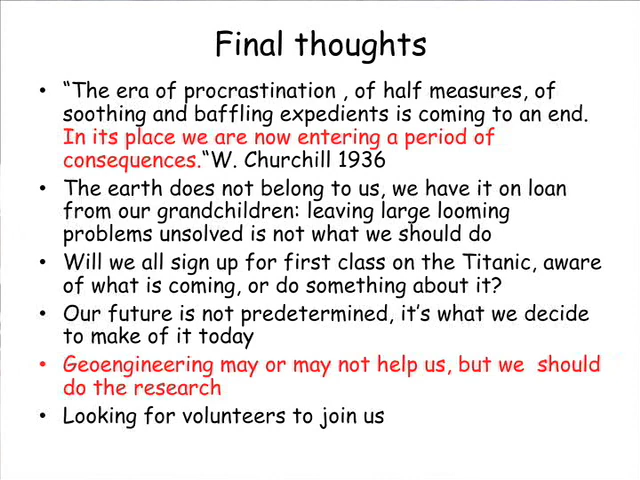 Final thoughts
• “The era of procrastination , of half measures, of
soothing and baffling expedients is coming to an end.
In its place we are now entering a period of
consequences.“W. Churchill 1936
• The earth does not belong to us, we have it on loan
from our grandchildren: leaving large looming
problems unsolved is not what we should do
• Will we all sign up for first class on the Titanic, aware
of what is coming, or do something about it?
• Our future is not predetermined, it’s what we decide
to make of it today
• Geoengineering may or may not help us, but we  should
do the research
• Looking for volunteers to join us